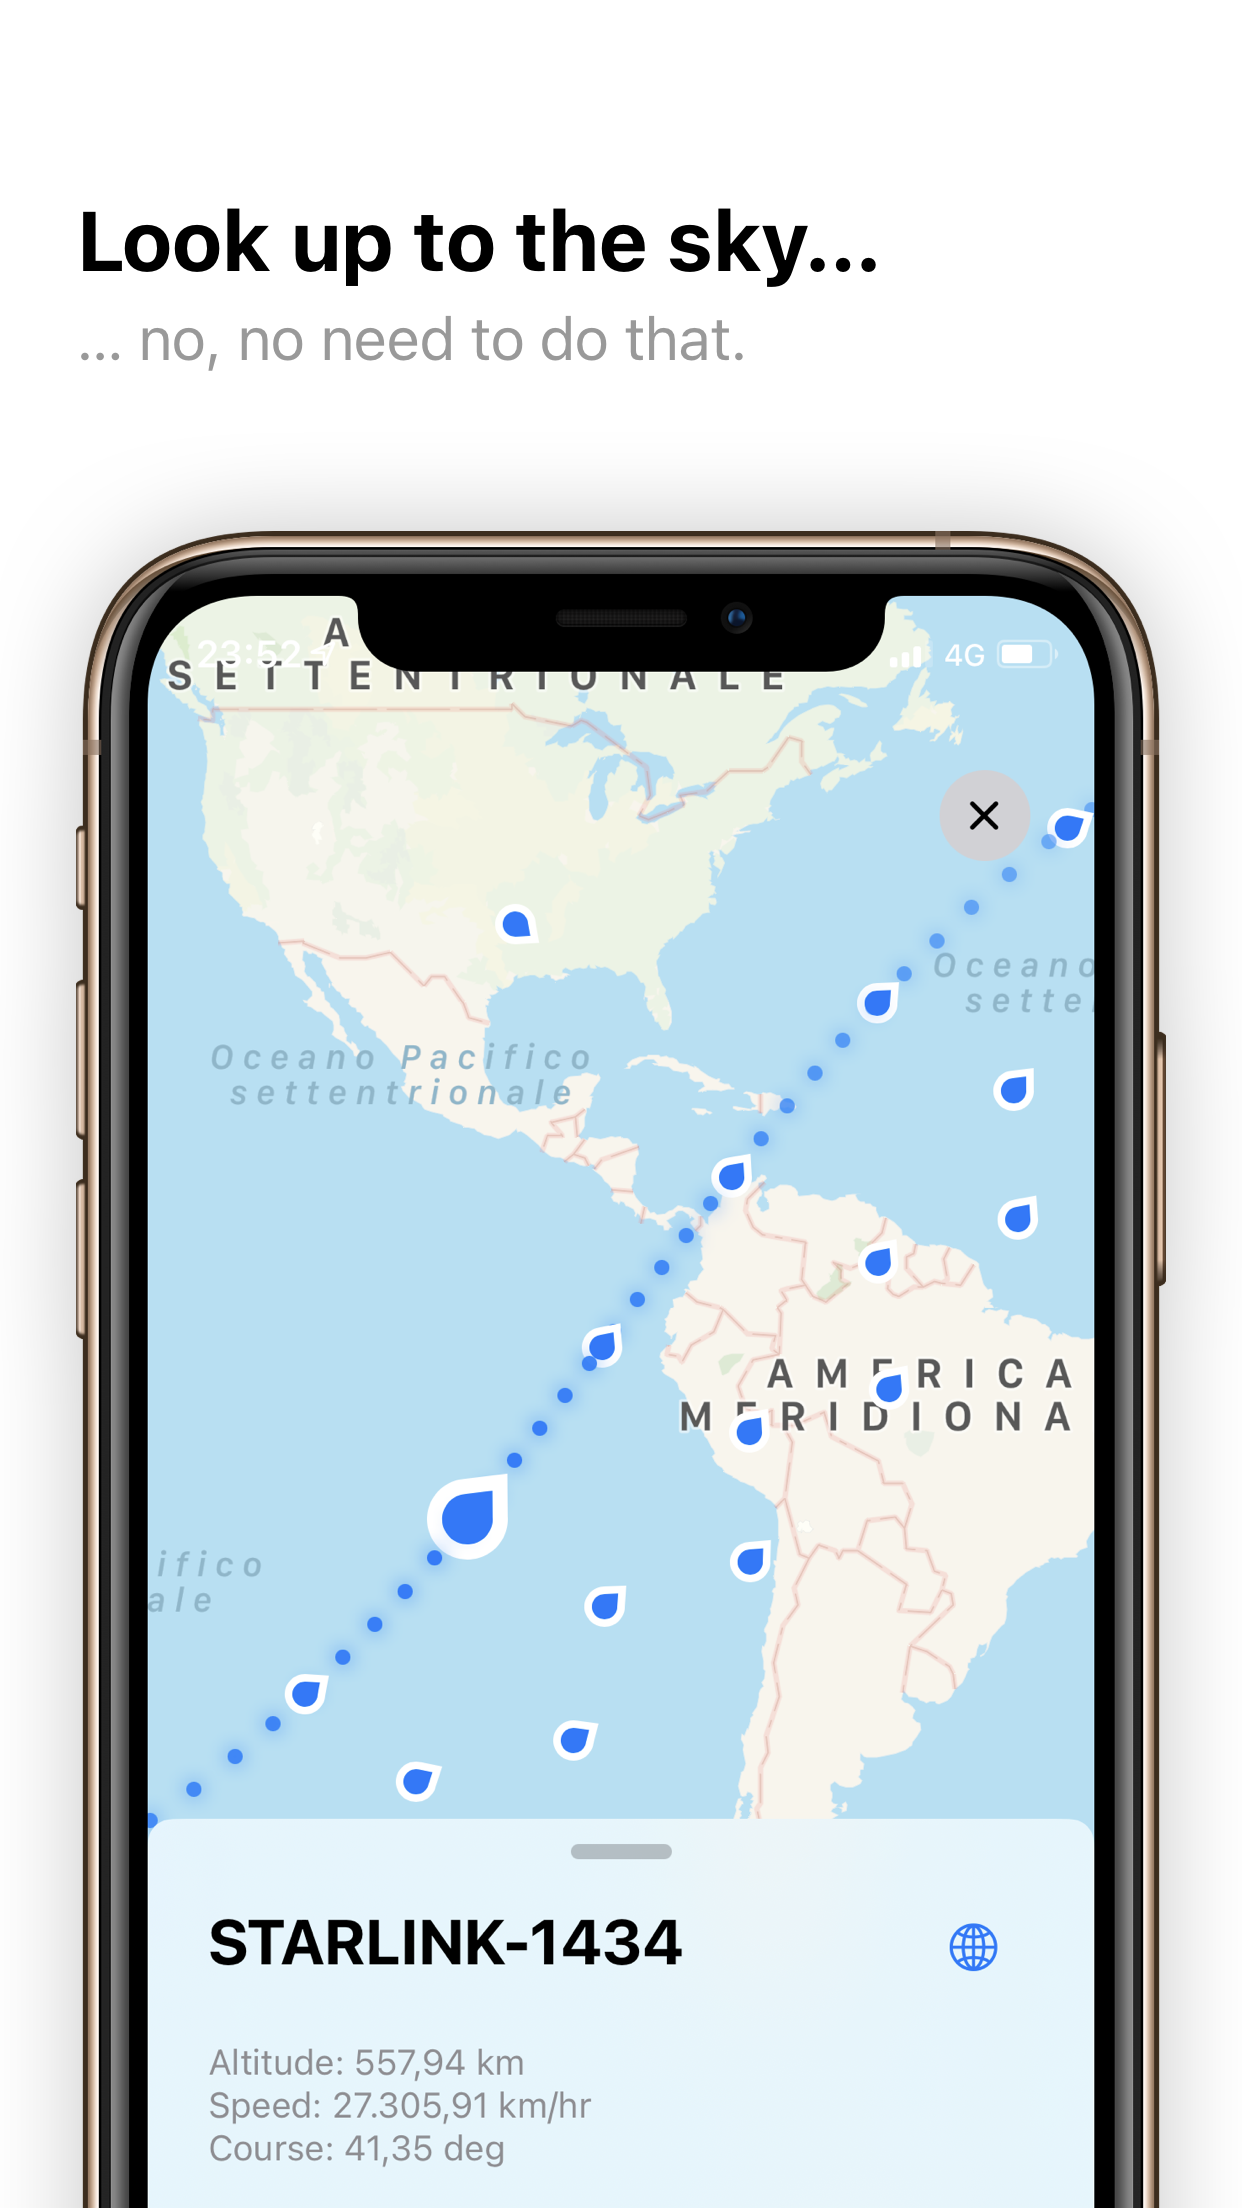 Look up to the sky...
... no, no need to do that.
A
23:52
4G
SETTENTRIONALE
Oceano
sette
Oceano Pacifico
settentrionale
AMERICA
MERIDIONA
ifico
ale
STARLINK-1434
Altitude: 557,94 km
Speed: 27.305,91 km/hr
Course: 41,35 deg